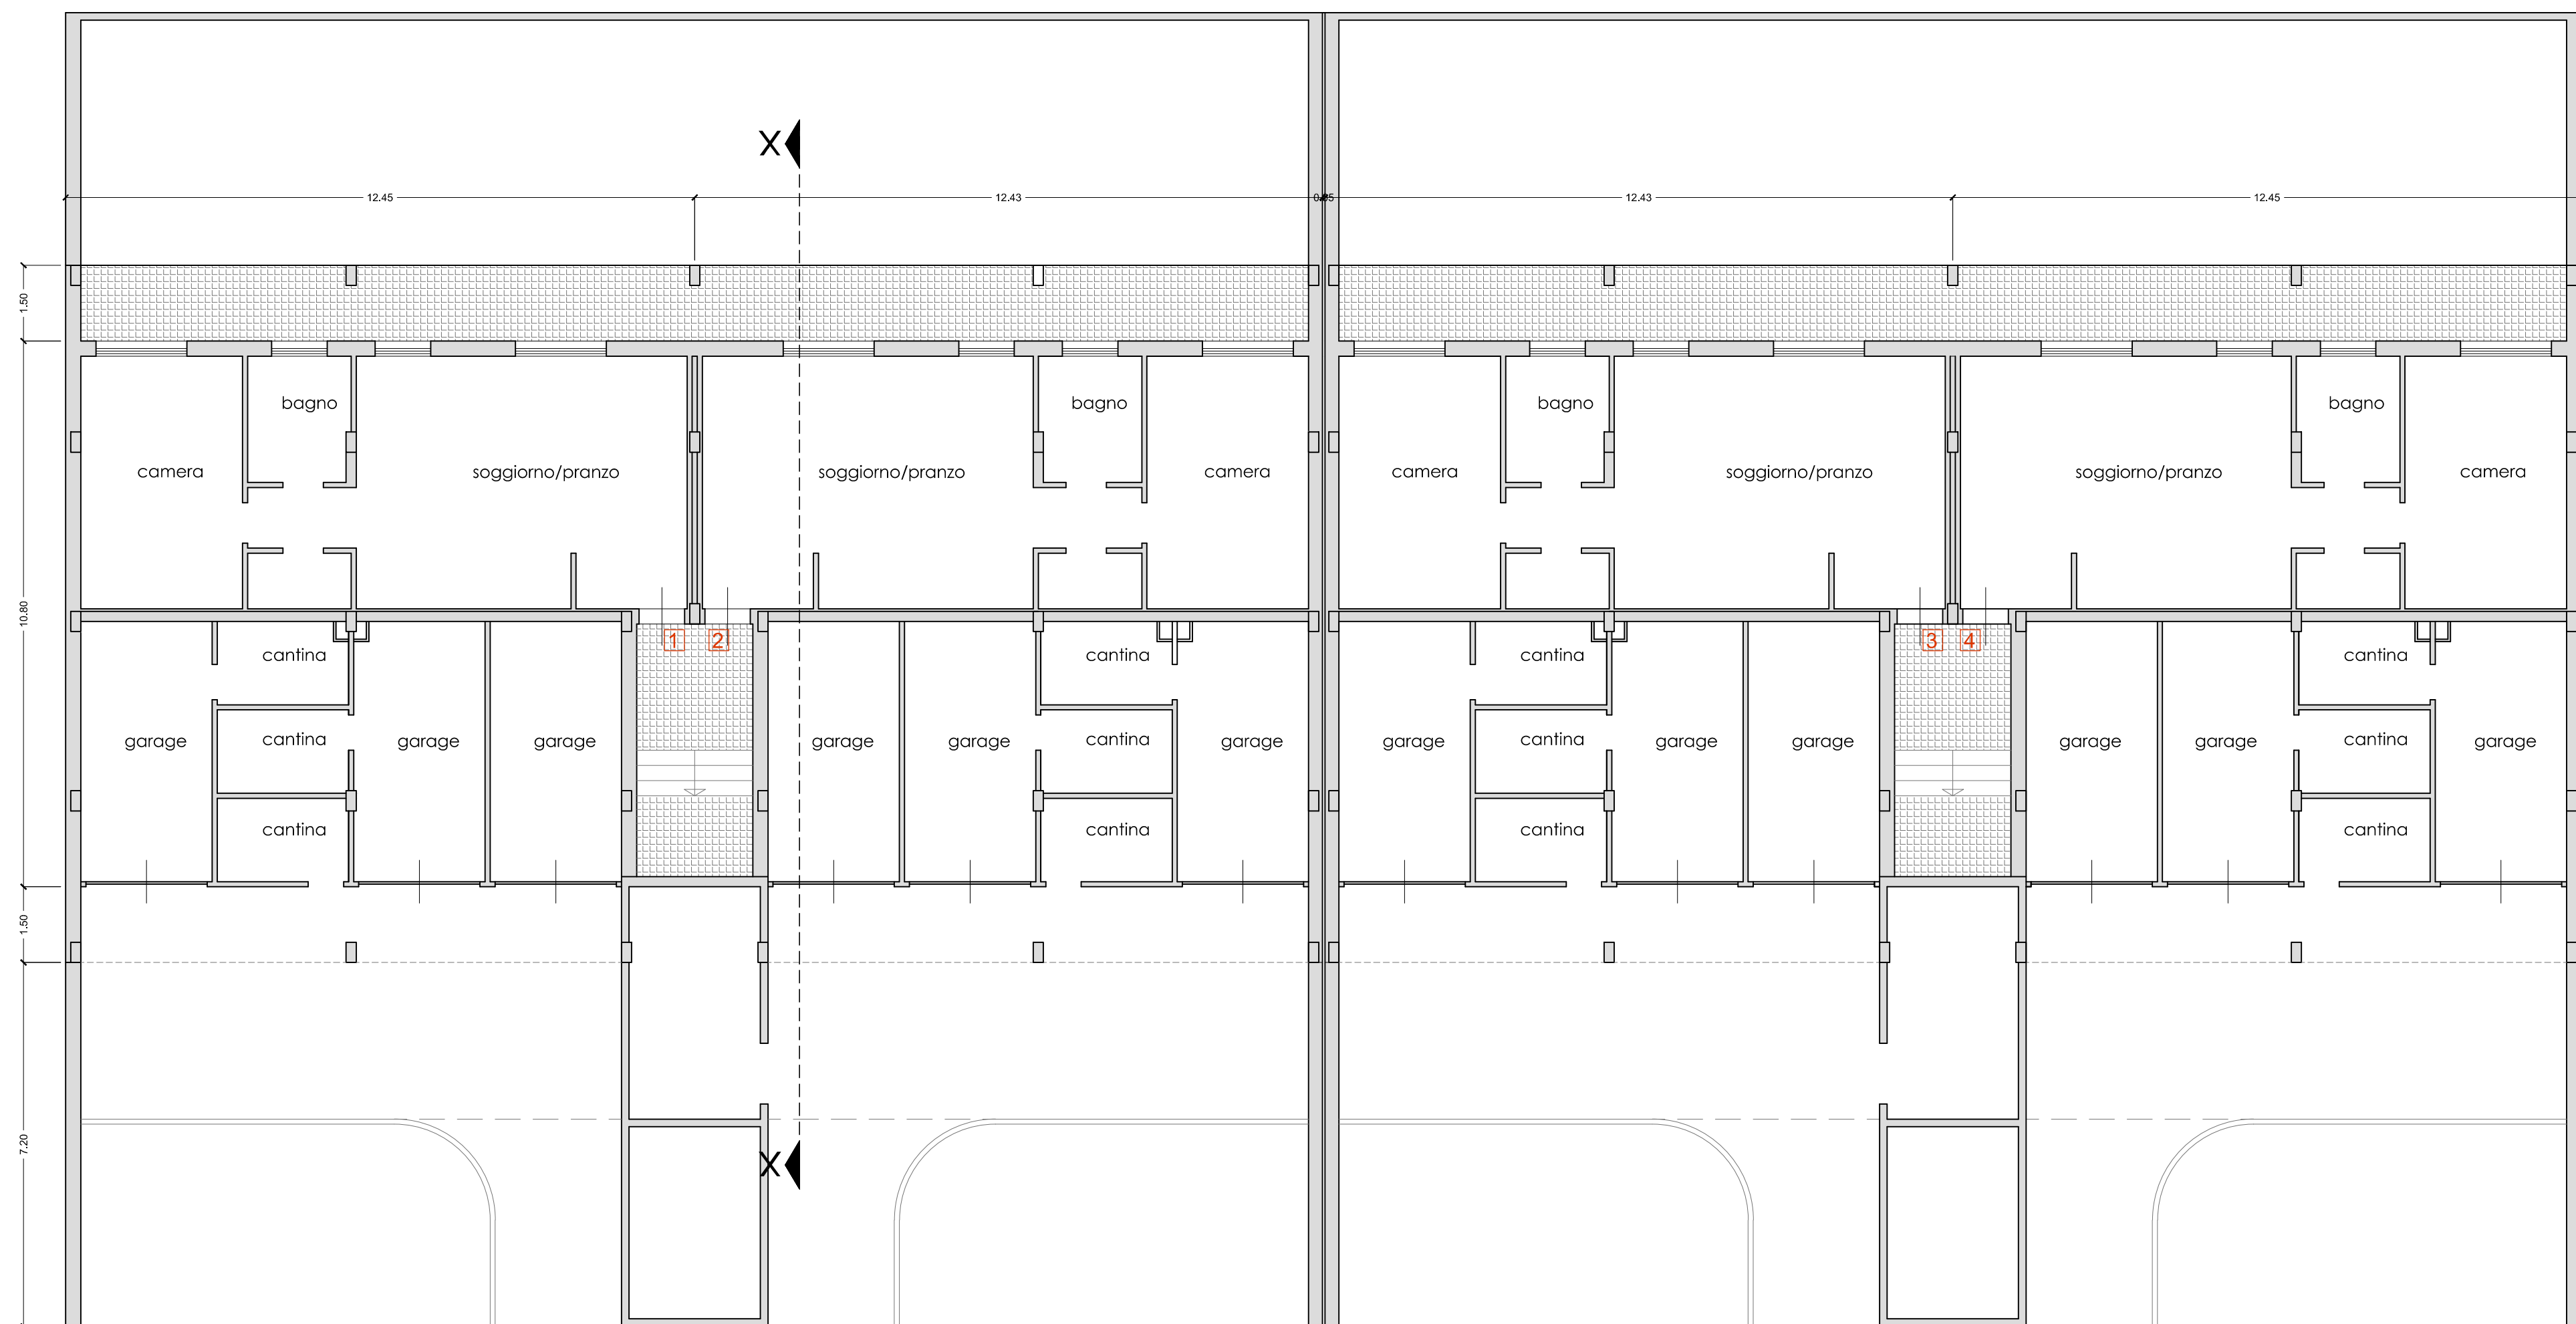 X
12.45 12.43 0.05 12.43 12.45
1.50
bagno bagno bagno bagno
camera soggiorno/pranzo soggiorno/pranzo camera camera soggiorno/pranzo soggiorno/pranzo camera
10.80
1 2 3 4
cantina cantina cantina cantina
garage cantina garage garage garage garage cantina garage garage cantina garage garage garage garage cantina garage
cantina cantina cantina cantina
1.50
7.20
X